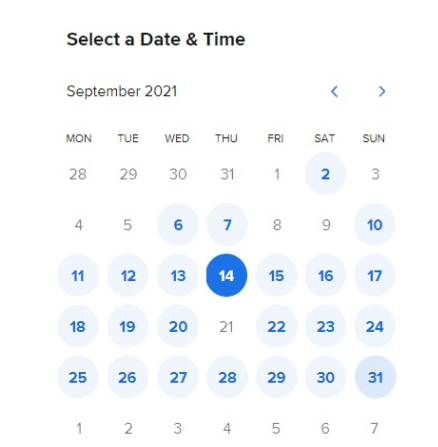 Select a Date & Time
September 2021
MON TUE WED THU FRI SAT SUN
28 29 30 31 1 2 3
4 5 6 7 8 9 10
11 12 13 14 15 16 17
18 19 20 21 22 23 24
25 26 27 28 29 30 31
1 2 3 4 5 6 7